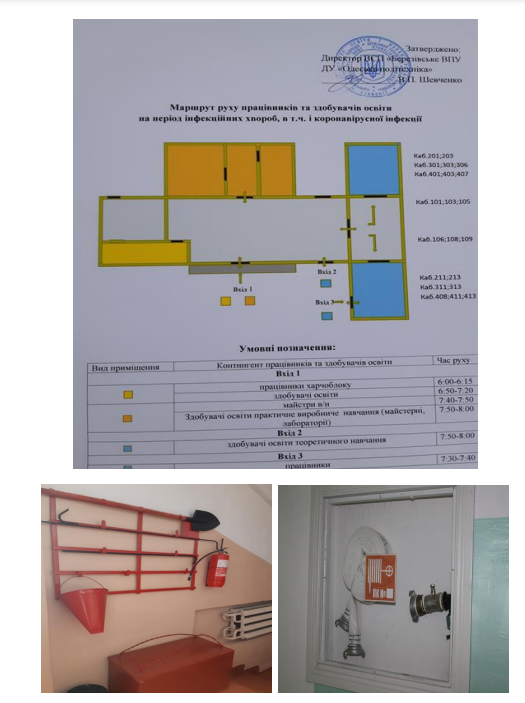 Затверджено:
Директор ВСП «Березівське ВПУ
ДУ «Одеська політехніка»
В.П. Шевченко
Маршрут руху працівників та здобувачів освіти
на період інфекційних хвороб, в т.ч. і коронавірусної інфекції
Каб.201;203
Каб.301;303;306
Каб.401;403;407
Каб.101;103;105
Каб.106;108;109
Каб.211;213
Каб.311;313
Каб.408;411;413
Вхід 1
Вхід 2
Вхід 3
Умовні позначення:
Вид приміщення Контингент працівників та здобувачів освіти Час руху
Вхід 1
працівники харчоблоку 6:00-6:15
здобувачі освіти 6:50-7:20
майстри в/н 7:40-7:50
Здобувачі освіти практичне виробниче навчання (майстерні, 7:50-8:00
лабораторії)
Вхід 2
здобувачі освіти теоретичного навчання 7:50-8:00
Вхід 3
працівники 7:30-7:40